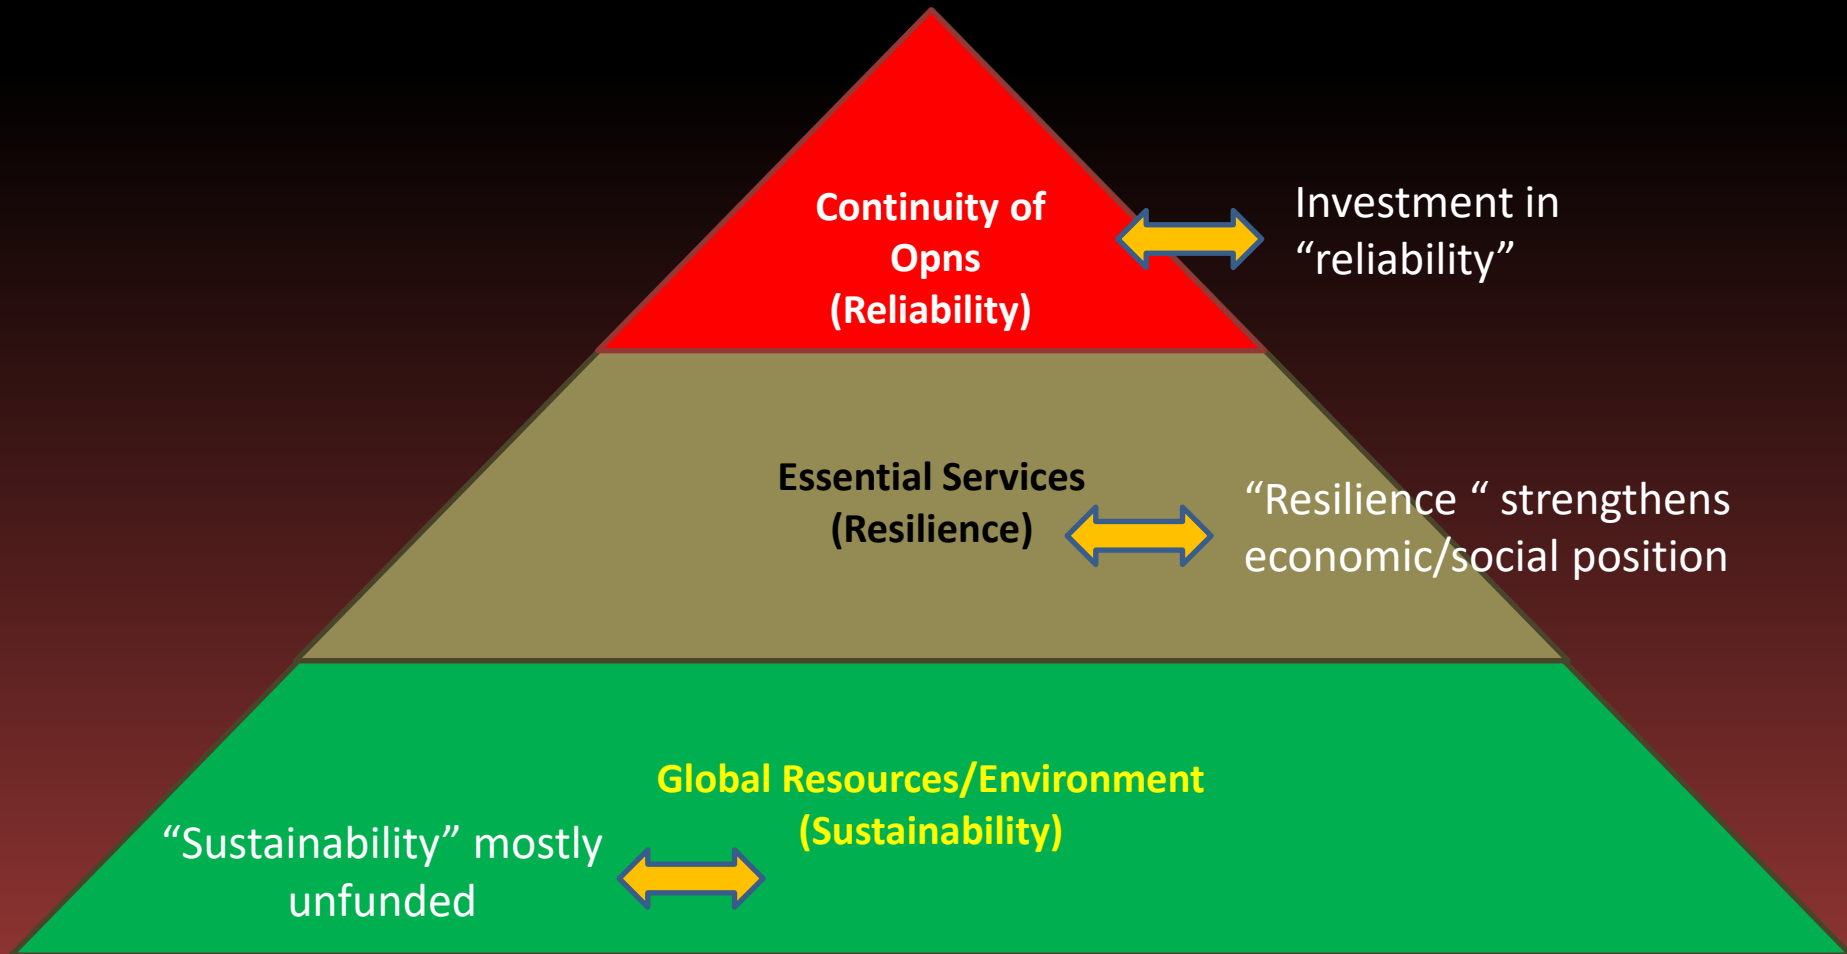 Continuity of
Opns
(Reliability)
Investment in
“reliability”
Essential Services
(Resilience)
“Resilience “ strengthens
economic/social position
Global Resources/Environment
(Sustainability)
“Sustainability” mostly
unfunded